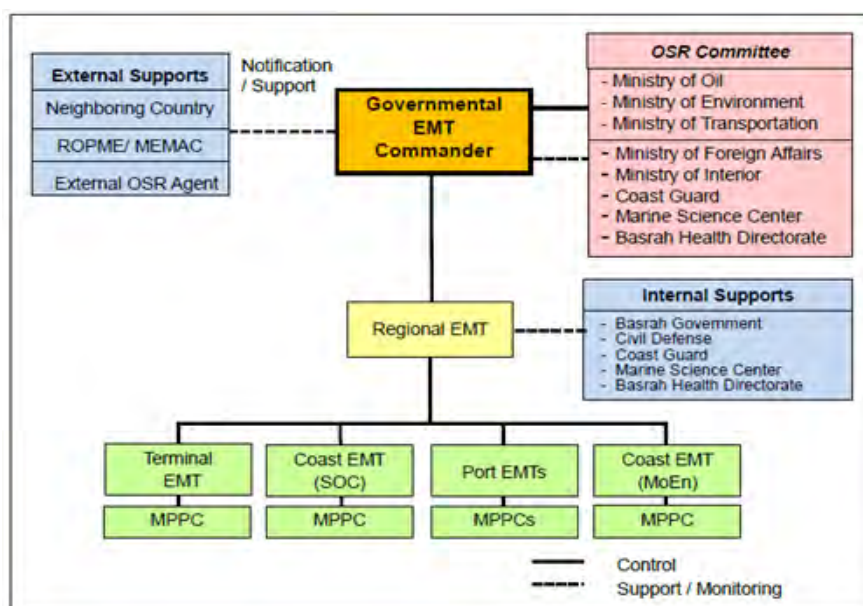 External Supports
Neighboring Country
ROPME/ MEMAC
External OSR Agent
Notification
/ Support
Governmental
EMT
Commander
OSR Committee
- Ministry of Oil
- Ministry of Environment
- Ministry of Transportation
- Ministry of Foreign Affairs
- Ministry of Interior
- Coast Guard
- Marine Science Center
- Basrah Health Directorate
Regional EMT
Internal Supports
- Basrah Government
- Civil Defense
- Coast Guard
- Marine Science Center
- Basrah Health Directorate
Terminal
EMT
Coast EMT
(SOC)
Port EMTs
Coast EMT
(MoEn)
MPPC
MPPC
MPPCs
MPPC
Control
Support / Monitoring